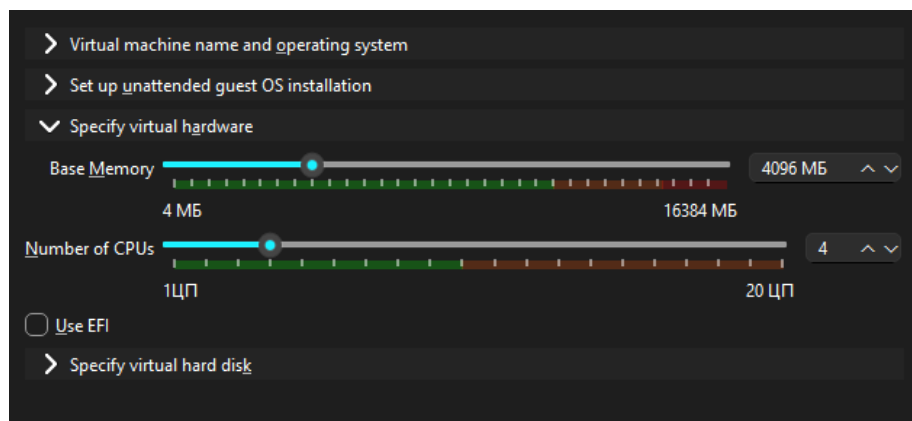 Virtual machine name and operating system
Set up unattended guest OS installation
Specify virtual hardware
Base Memory 4096 МБ
4 МБ 16384 МБ
Number of CPUs 4
1ЦП 20 ЦП
Use EFI
Specify virtual hard disk